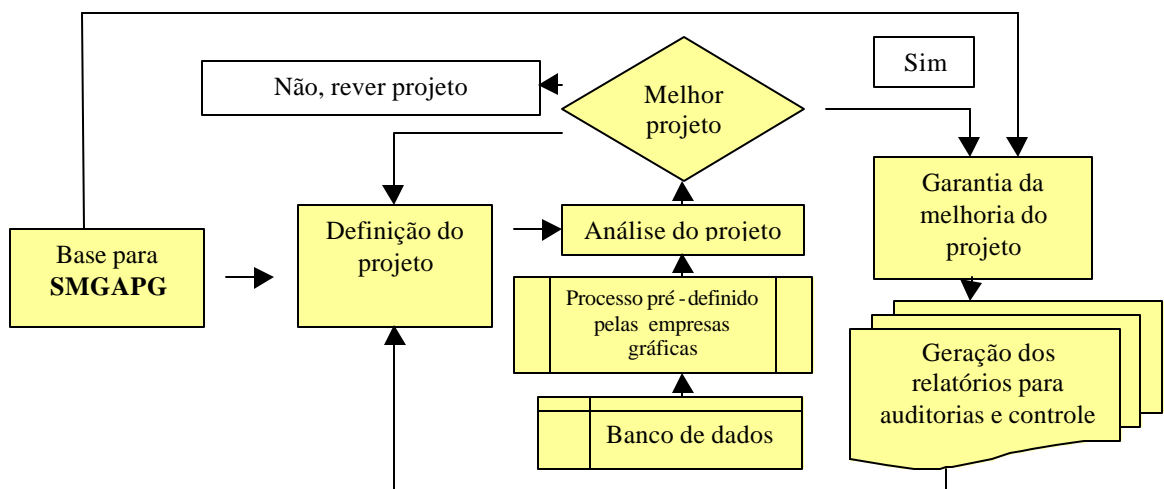 Sim
Não, rever projeto
Melhor
projeto
Garantia da
melhoria do
projeto
Base para
SMGAPG
Definição do
projeto
Análise do projeto
Processo pré - definido
pelas empresas
gráficas
Banco de dados
Geração dos
relatórios para
auditorias e controle